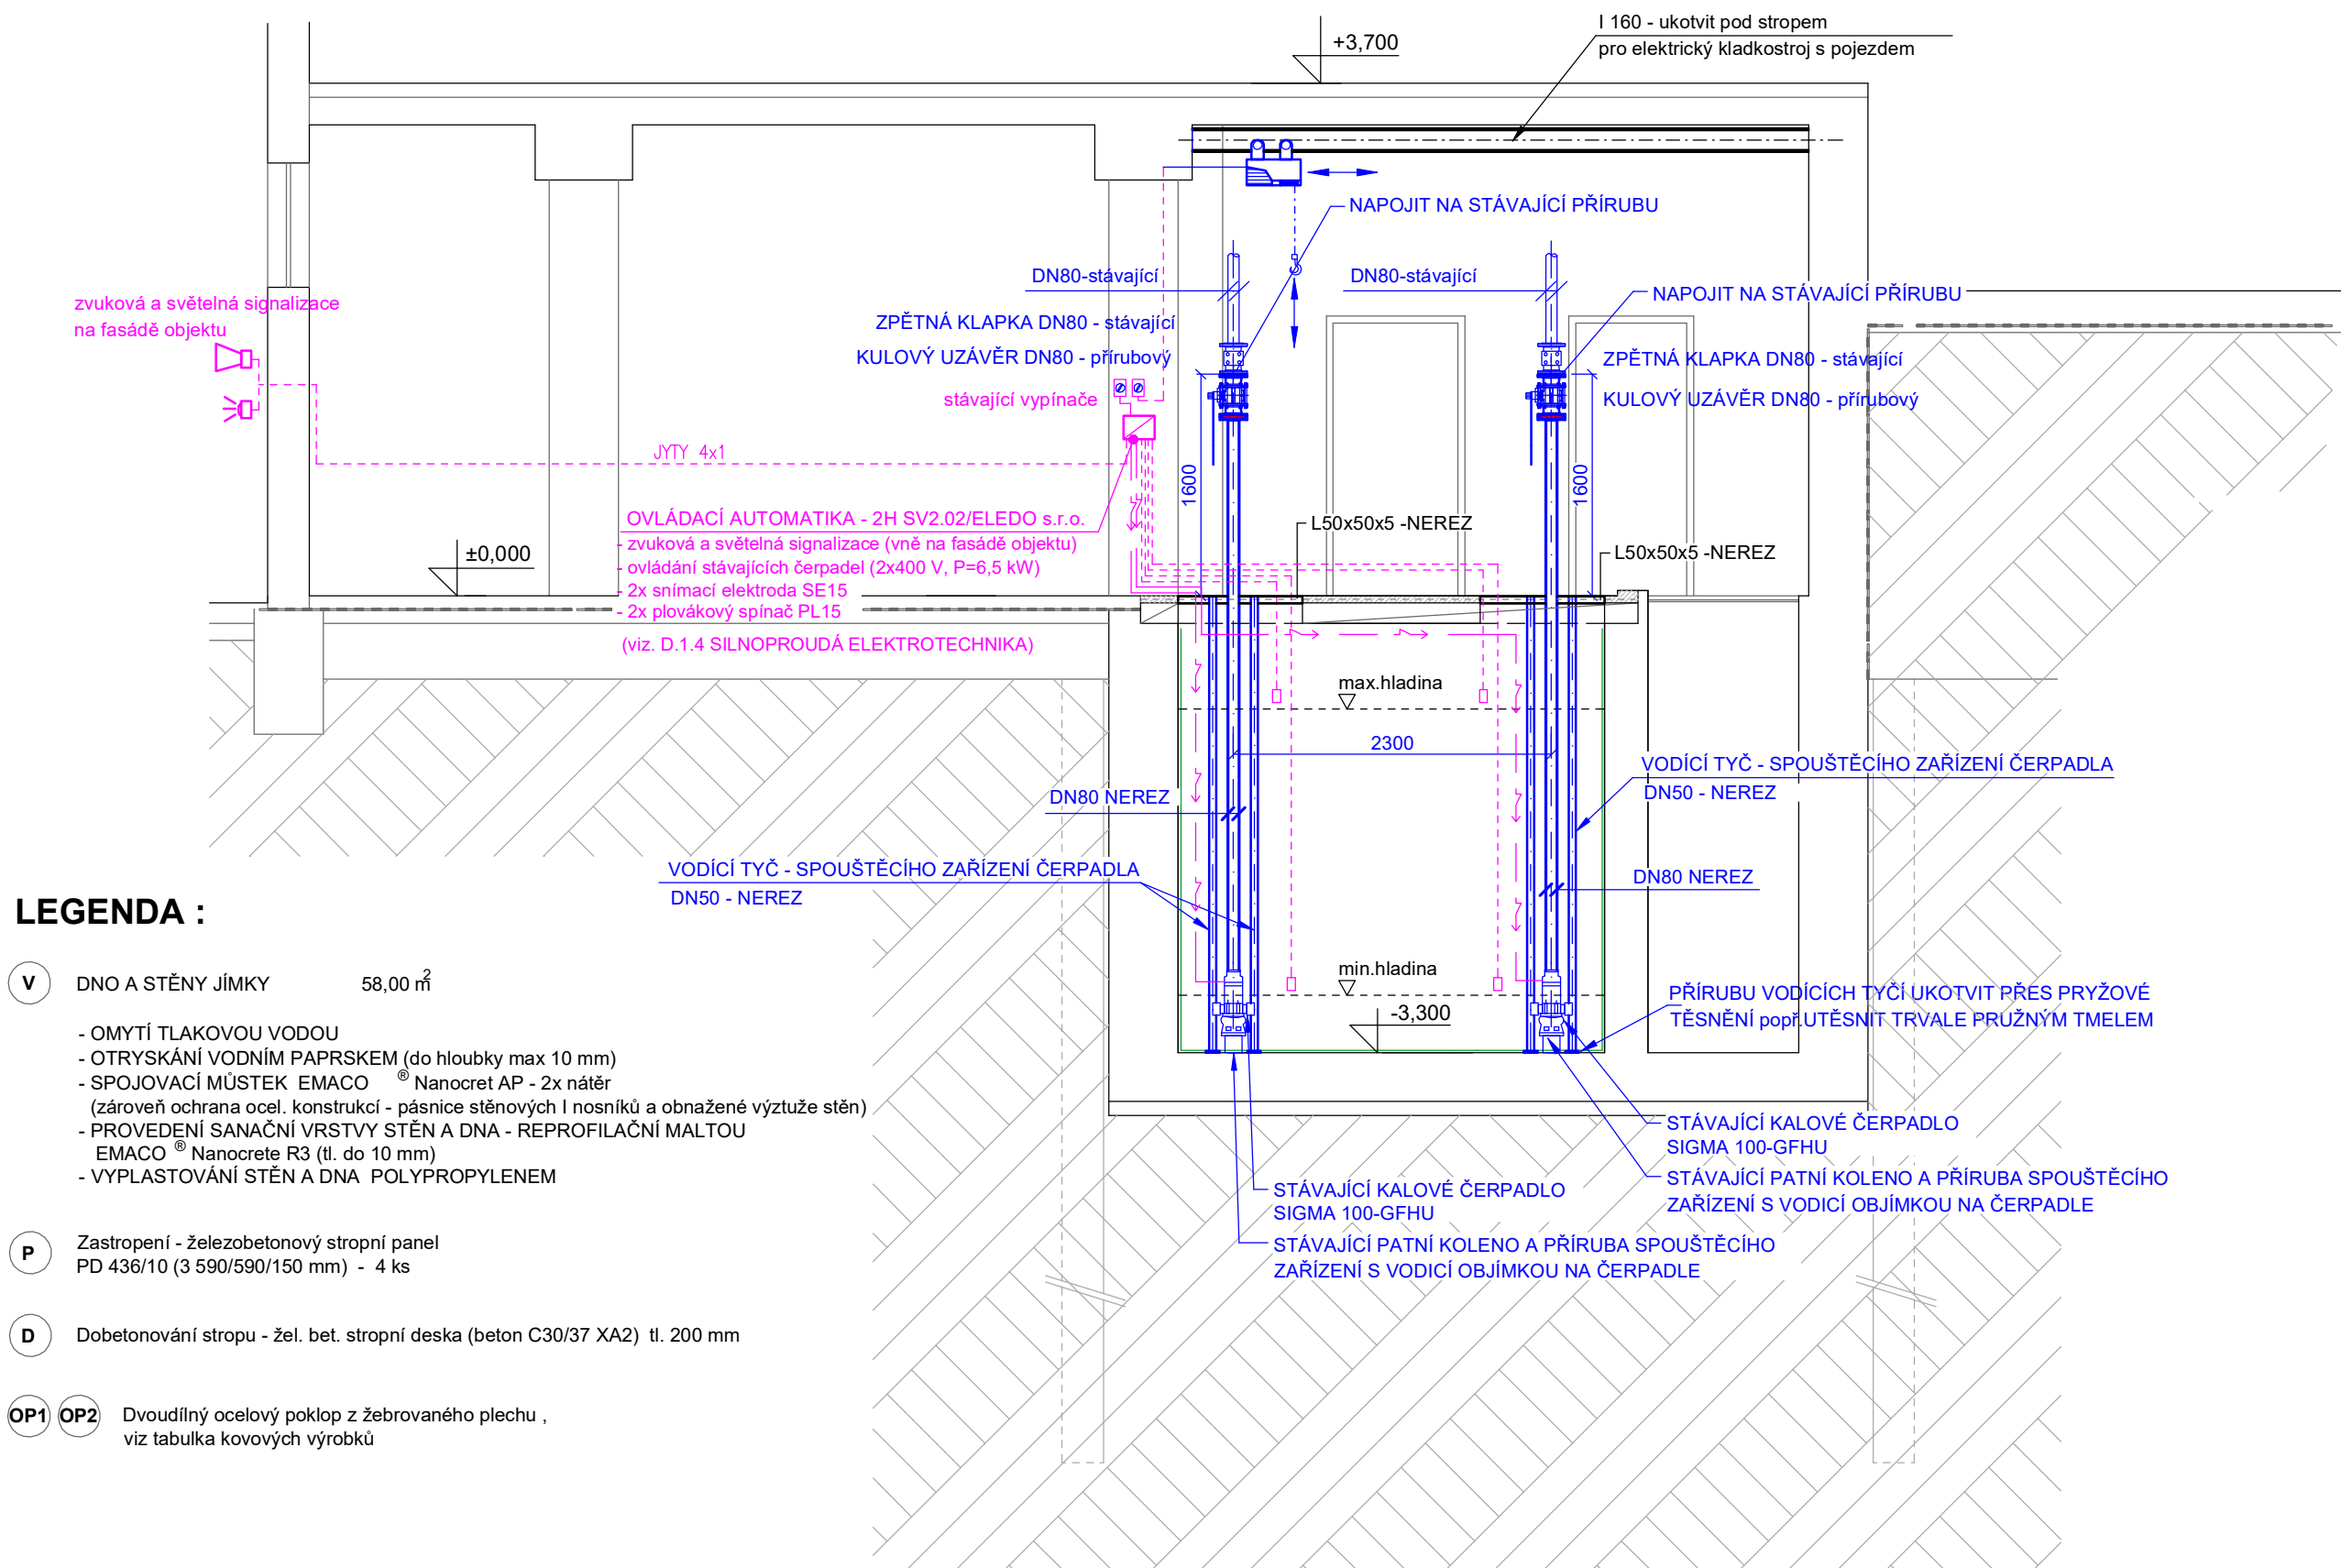 I 160 - ukotvit pod stropem
pro elektrický kladkostroj s pojezdem
+3,700
NAPOJIT NA STÁVAJÍCÍ PŘÍRUBU
DN80-stávající
DN80-stávající
NAPOJIT NA STÁVAJÍCÍ PŘÍRUBU
zvuková a světelná signalizace
na fasádě objektu
ZPĚTNÁ KLAPKA DN80 - stávající
KULOVÝ UZÁVĚR DN80 - přírubový
ZPĚTNÁ KLAPKA DN80 - stávající
KULOVÝ UZÁVĚR DN80 - přírubový
stávající vypínače
JYTY 4x1
1600
1600
OVLÁDACÍ AUTOMATIKA - 2H SV2.02/ELEDO s.r.o.
- zvuková a světelná signalizace (vně na fasádě objektu)
- ovládání stávajících čerpadel (2x400 V, P=6,5 kW)
- 2x snímací elektroda SE15
- 2x plovákový spínač PL15
(viz. D.1.4 SILNOPROUDÁ ELEKTROTECHNIKA)
L50x50x5 -NEREZ
L50x50x5 -NEREZ
±0,000
max.hladina
2300
VODÍCÍ TYČ - SPOUŠTĚCÍHO ZAŘÍZENÍ ČERPADLA
DN50 - NEREZ
DN80 NEREZ
VODÍCÍ TYČ - SPOUŠTĚCÍHO ZAŘÍZENÍ ČERPADLA
DN50 - NEREZ
DN80 NEREZ
min.hladina
-3,300
PŘÍRUBU VODÍCÍCH TYČÍ UKOTVIT PŘES PRYŽOVÉ
TĚSNĚNÍ popř.UTĚSNIT TRVALE PRUŽNÝM TMELEM
STÁVAJÍCÍ KALOVÉ ČERPADLO
SIGMA 100-GFHU
STÁVAJÍCÍ PATNÍ KOLENO A PŘÍRUBA SPOUŠTĚCÍHO
ZAŘÍZENÍ S VODICÍ OBJÍMKOU NA ČERPADLE
STÁVAJÍCÍ KALOVÉ ČERPADLO
SIGMA 100-GFHU
STÁVAJÍCÍ PATNÍ KOLENO A PŘÍRUBA SPOUŠTĚCÍHO
ZAŘÍZENÍ S VODICÍ OBJÍMKOU NA ČERPADLE
LEGENDA :
V DNO A STĚNY JÍMKY 58,00 m2
- OMYTÍ TLAKOVOU VODOU
- OTRYSKÁNÍ VODNÍM PAPRSKEM (do hloubky max 10 mm)
- SPOJOVACÍ MŮSTEK EMACO ® Nanocret AP - 2x nátěr
(zároveň ochrana ocel. konstrukcí - pásnice stěnových I nosníků a obnažené výztuže stěn)
- PROVEDENÍ SANAČNÍ VRSTVY STĚN A DNA - REPROFILAČNÍ MALTOU
EMACO ® Nanocrete R3 (tl. do 10 mm)
- VYPLASTOVÁNÍ STĚN A DNA POLYPROPYLENEM
P Zastropení - železobetonový stropní panel
PD 436/10 (3 590/590/150 mm) - 4 ks
D Dobetonování stropu - žel. bet. stropní deska (beton C30/37 XA2) tl. 200 mm
OP1 OP2 Dvoudílný ocelový poklop z žebrovaného plechu ,
viz tabulka kovových výrobků